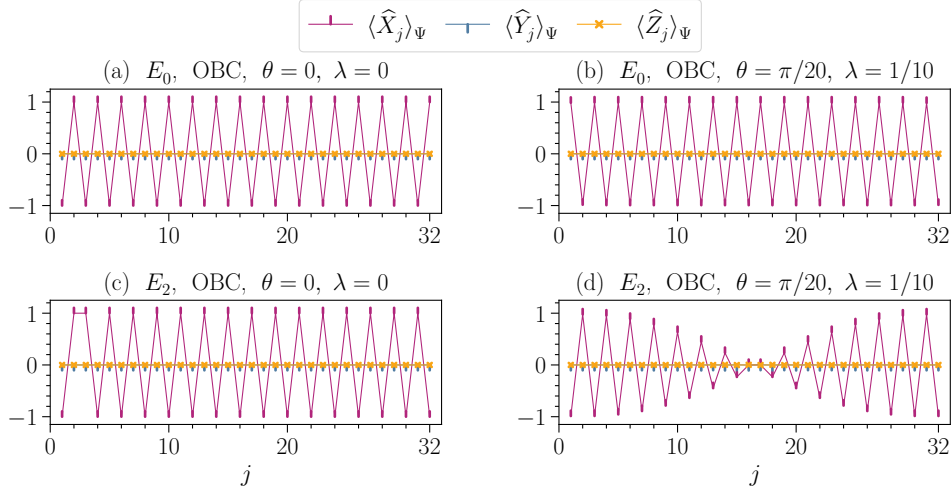 ⟨X̂_j⟩_Ψ ⟨Ŷ_j⟩_Ψ ⟨Ẑ_j⟩_Ψ
(a) E_0, OBC, θ = 0, λ = 0
(b) E_0, OBC, θ = π/20, λ = 1/10
1
0
−1
0 10 20 32
1
0
−1
0 10 20 32
(c) E_2, OBC, θ = 0, λ = 0
(d) E_2, OBC, θ = π/20, λ = 1/10
1
0
−1
0 10 20 32
j
1
0
−1
0 10 20 32
j